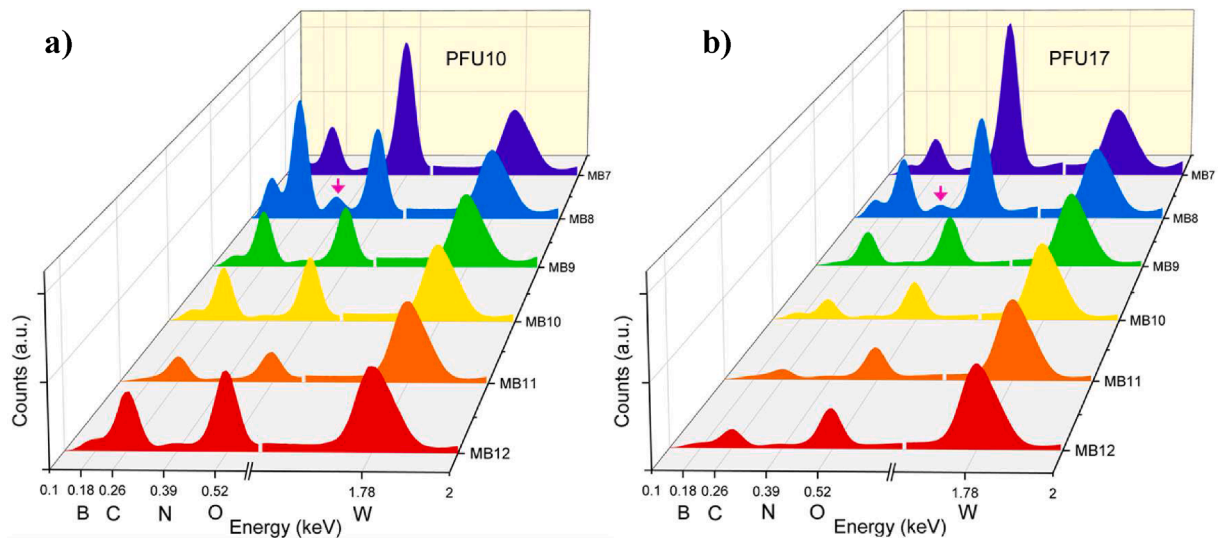 a)
PFU10
MB7
MB8
MB9
MB10
MB11
MB12
Counts (a.u.)
0.1 0.18 0.26 0.39 0.52 1.78 2
B C N O W
Energy (keV)
b)
PFU17
MB7
MB8
MB9
MB10
MB11
MB12
Counts (a.u.)
0.1 0.18 0.26 0.39 0.52 1.78 2
B C N O W
Energy (keV)